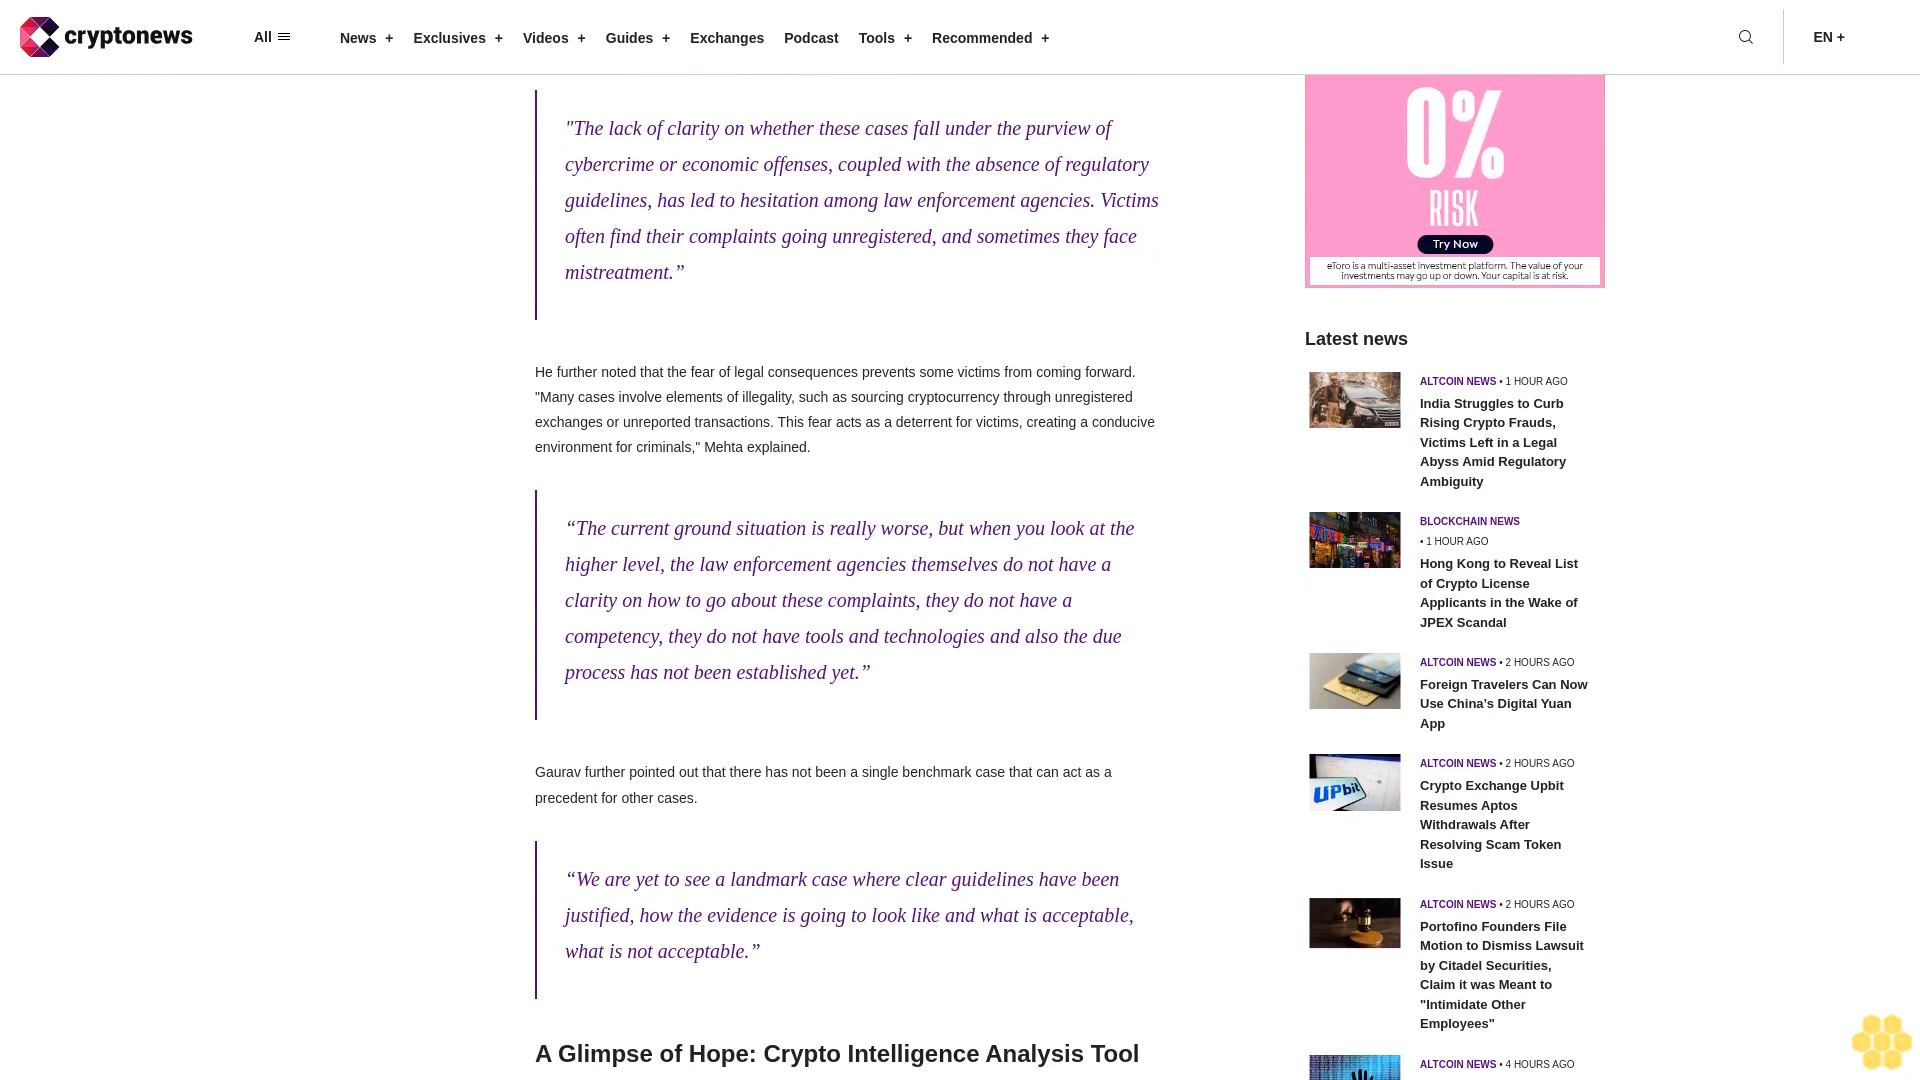 cryptonews
All
News +
Exclusives +
Videos +
Guides +
Exchanges
Podcast
Tools +
Recommended +
EN +
"The lack of clarity on whether these cases fall under the purview of
cybercrime or economic offenses, coupled with the absence of regulatory
guidelines, has led to hesitation among law enforcement agencies. Victims
often find their complaints going unregistered, and sometimes they face
mistreatment.”
He further noted that the fear of legal consequences prevents some victims from coming forward.
"Many cases involve elements of illegality, such as sourcing cryptocurrency through unregistered
exchanges or unreported transactions. This fear acts as a deterrent for victims, creating a conducive
environment for criminals," Mehta explained.
“The current ground situation is really worse, but when you look at the
higher level, the law enforcement agencies themselves do not have a
clarity on how to go about these complaints, they do not have a
competency, they do not have tools and technologies and also the due
process has not been established yet.”
Gaurav further pointed out that there has not been a single benchmark case that can act as a
precedent for other cases.
“We are yet to see a landmark case where clear guidelines have been
justified, how the evidence is going to look like and what is acceptable,
what is not acceptable.”
A Glimpse of Hope: Crypto Intelligence Analysis Tool
0%
RISK
Try Now
eToro is a multi-asset investment platform. The value of your
investments may go up or down. Your capital is at risk.
Latest news
ALTCOIN NEWS • 1 HOUR AGO
India Struggles to Curb
Rising Crypto Frauds,
Victims Left in a Legal
Abyss Amid Regulatory
Ambiguity
BLOCKCHAIN NEWS
• 1 HOUR AGO
Hong Kong to Reveal List
of Crypto License
Applicants in the Wake of
JPEX Scandal
ALTCOIN NEWS • 2 HOURS AGO
Foreign Travelers Can Now
Use China’s Digital Yuan
App
UPbit
ALTCOIN NEWS • 2 HOURS AGO
Crypto Exchange Upbit
Resumes Aptos
Withdrawals After
Resolving Scam Token
Issue
ALTCOIN NEWS • 2 HOURS AGO
Portofino Founders File
Motion to Dismiss Lawsuit
by Citadel Securities,
Claim it was Meant to
"Intimidate Other
Employees"
ALTCOIN NEWS • 4 HOURS AGO